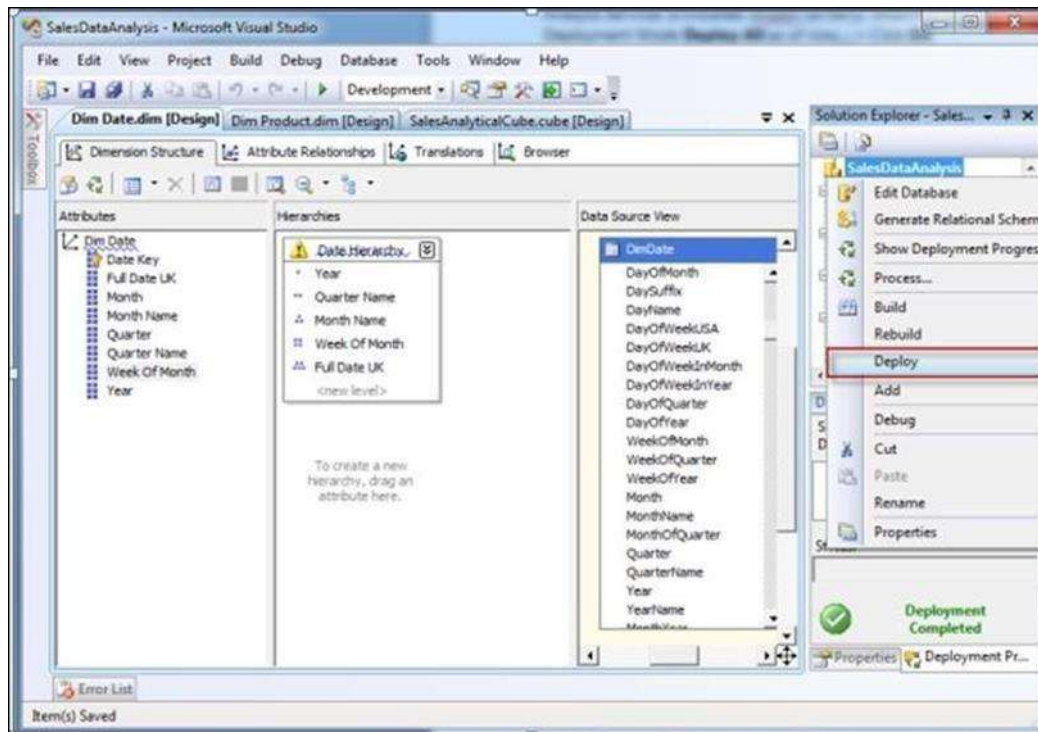 SalesDataAnalysis - Microsoft Visual Studio
Deployment Mode Deploy All
File Edit View Project Build Debug Database Tools Window Help
Development
Toolbox
Dim Date.dim [Design] Dim Product.dim [Design] SalesAnalyticalCube.cube [Design]
Dimension Structure Attribute Relationships Translations Browser
Attributes
Dim Date
Date Key
Full Date UK
Month
Month Name
Quarter
Quarter Name
Week Of Month
Year
Hierarchies
Date Hierarchy
Year
Quarter Name
Month Name
Week Of Month
Full Date UK
<new level>
To create a new
hierarchy, drag an
attribute here.
Data Source View
DimDate
DayOfMonth
DaySuffix
DayName
DayOfWeekUSA
DayOfWeekUK
DayOfWeekInMonth
DayOfWeekInYear
DayOfQuarter
DayOfYear
WeekOfMonth
WeekOfQuarter
WeekOfYear
Month
MonthName
MonthOfQuarter
Quarter
QuarterName
Year
YearName
MonthYear
Solution Explorer - Sales...
SalesDataAnalysis
Edit Database
Generate Relational Schem
Show Deployment Progres
Process...
Build
Rebuild
Deploy
Add
Debug
Cut
Paste
Rename
Properties
Deployment
Completed
Properties Deployment Pr...
Error List
Item(s) Saved